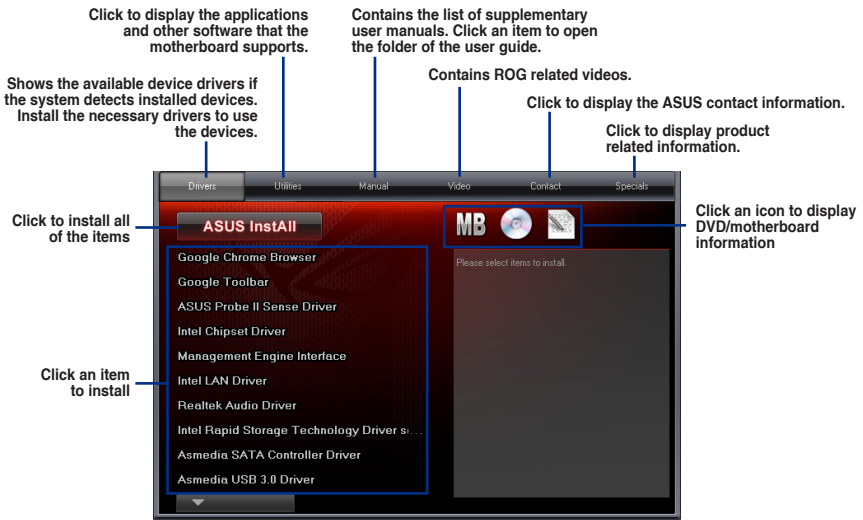 Click to display the applications
and other software that the
motherboard supports.
Contains the list of supplementary
user manuals. Click an item to open
the folder of the user guide.
Shows the available device drivers if
the system detects installed devices.
Install the necessary drivers to use
the devices.
Contains ROG related videos.
Click to display the ASUS contact information.
Click to display product
related information.
Drivers
Utilities
Manual
Video
Contact
Specials
Click to install all
of the items
ASUS InstAll
MB
Click an icon to display
DVD/motherboard
information
Google Chrome Browser
Google Toolbar
ASUS Probe II Sense Driver
Intel Chipset Driver
Management Engine Interface
Intel LAN Driver
Realtek Audio Driver
Intel Rapid Storage Technology Driver s...
Asmedia SATA Controller Driver
Asmedia USB 3.0 Driver
Please select items to install.
Click an item
to install